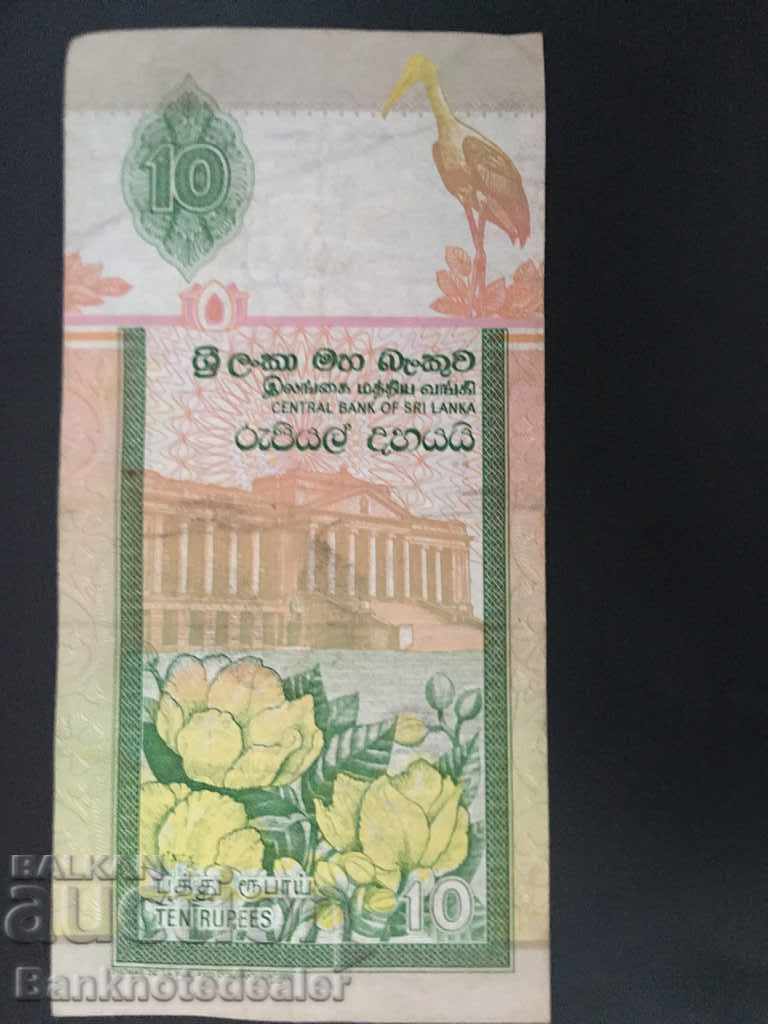 10
ශ්‍රී ලංකා මහ බැංකුව
இலங்கை மத்திய வங்கி
CENTRAL BANK OF SRI LANKA
රුපියල් දහයයි
பத்து ரூபாய்
TEN RUPEES
10
BALKAN
auction
Banknotedealer